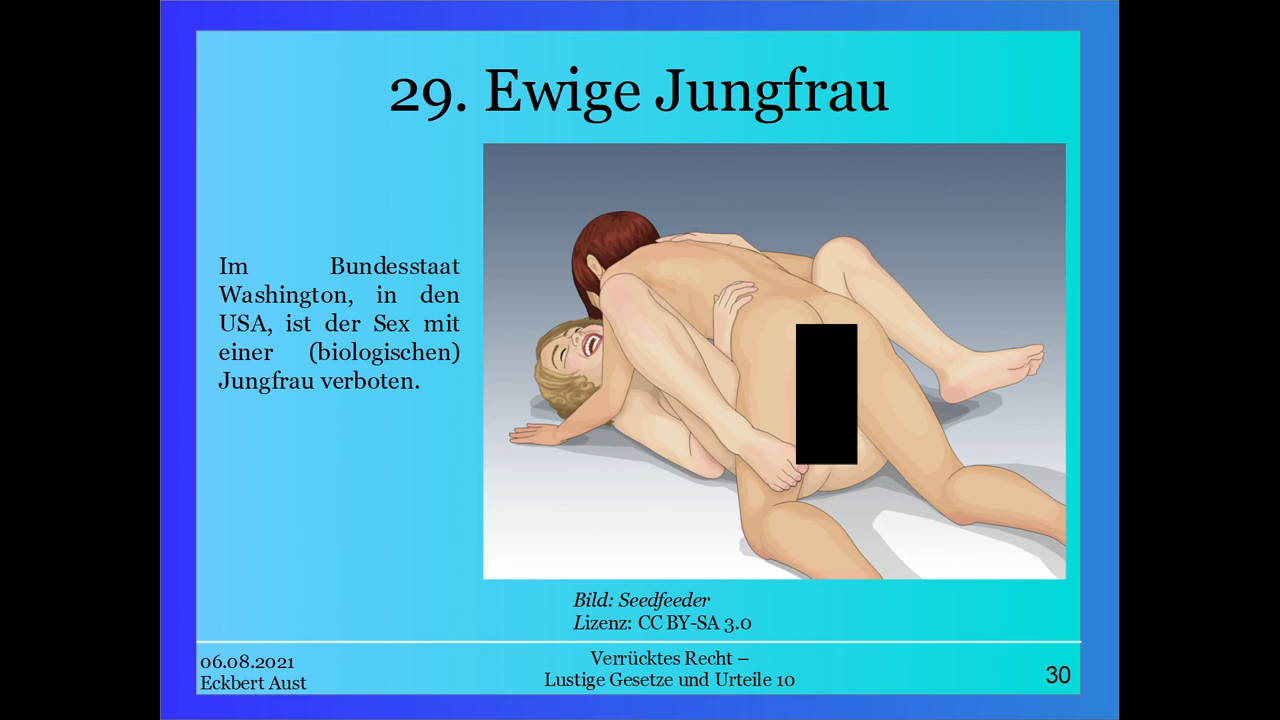 29. Ewige Jungfrau
Im Bundesstaat
Washington, in den
USA, ist der Sex mit
einer (biologischen)
Jungfrau verboten.
Bild: Seedfeeder
Lizenz: CC BY-SA 3.0
06.08.2021
Eckbert Aust
Verrücktes Recht –
Lustige Gesetze und Urteile 10
30